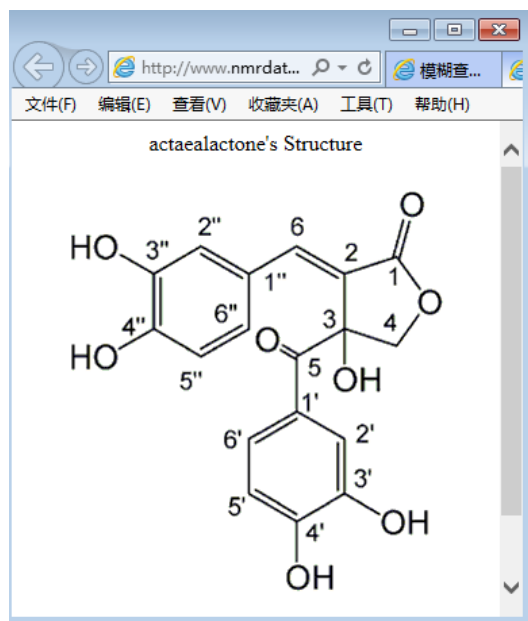 http://www.nmrdat...
模糊查...
文件(F) 编辑(E) 查看(V) 收藏夹(A) 工具(T) 帮助(H)
actaealactone's Structure
O
HO 2'' 6
3'' 2
1'' 1
O
6'' 3 4
4'' O
HO 5 OH
5''
1'
6' 2'
3'
5'
4' OH
OH